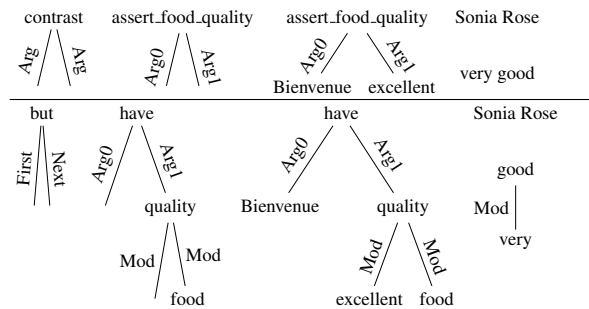 contrast assert_food_quality assert_food_quality Sonia Rose
Arg Arg Arg0 Arg1 Arg0 Arg1
Bienvenue excellent very good
but have have Sonia Rose
First Next Arg0 Arg1 Arg0 Arg1 good
quality Bienvenue quality Mod
very
Mod Mod Mod Mod
food excellent food